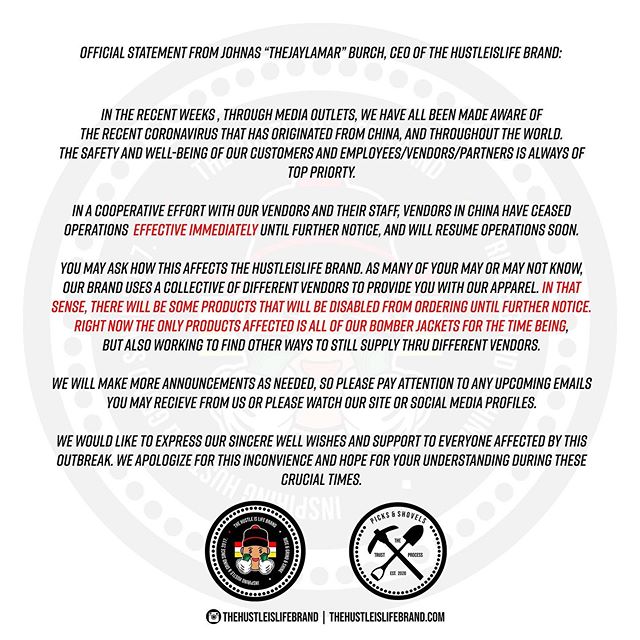 OFFICIAL STATEMENT FROM JOHNAS “THEJAYLAMAR” BURCH, CEO OF THE HUSTLEISLIFE BRAND:
IN THE RECENT WEEKS , THROUGH MEDIA OUTLETS, WE HAVE ALL BEEN MADE AWARE OF
THE RECENT CORONAVIRUS THAT HAS ORIGINATED FROM CHINA, AND THROUGHOUT THE WORLD.
THE SAFETY AND WELL-BEING OF OUR CUSTOMERS AND EMPLOYEES/VENDORS/PARTNERS IS ALWAYS OF
TOP PRIORTY.
IN A COOPERATIVE EFFORT WITH OUR VENDORS AND THEIR STAFF, VENDORS IN CHINA HAVE CEASED
OPERATIONS EFFECTIVE IMMEDIATELY UNTIL FURTHER NOTICE, AND WILL RESUME OPERATIONS SOON.
YOU MAY ASK HOW THIS AFFECTS THE HUSTLEISLIFE BRAND. AS MANY OF YOUR MAY OR MAY NOT KNOW,
OUR BRAND USES A COLLECTIVE OF DIFFERENT VENDORS TO PROVIDE YOU WITH OUR APPAREL. IN THAT
SENSE, THERE WILL BE SOME PRODUCTS THAT WILL BE DISABLED FROM ORDERING UNTIL FURTHER NOTICE.
RIGHT NOW THE ONLY PRODUCTS AFFECTED IS ALL OF OUR BOMBER JACKETS FOR THE TIME BEING,
BUT ALSO WORKING TO FIND OTHER WAYS TO STILL SUPPLY THRU DIFFERENT VENDORS.
WE WILL MAKE MORE ANNOUNCEMENTS AS NEEDED, SO PLEASE PAY ATTENTION TO ANY UPCOMING EMAILS
YOU MAY RECIEVE FROM US OR PLEASE WATCH OUR SITE OR SOCIAL MEDIA PROFILES.
WE WOULD LIKE TO EXPRESS OUR SINCERE WELL WISHES AND SUPPORT TO EVERYONE AFFECTED BY THIS
OUTBREAK. WE APOLOGIZE FOR THIS INCONVIENCE AND HOPE FOR YOUR UNDERSTANDING DURING THESE
CRUCIAL TIMES.
THE HUSTLE IS LIFE BRAND
PICKS & SHOVELS
THE
TRUST PROCESS
EST. 2020
THEHUSTLEISLIFEBRAND | THEHUSTLEISLIFEBRAND.COM